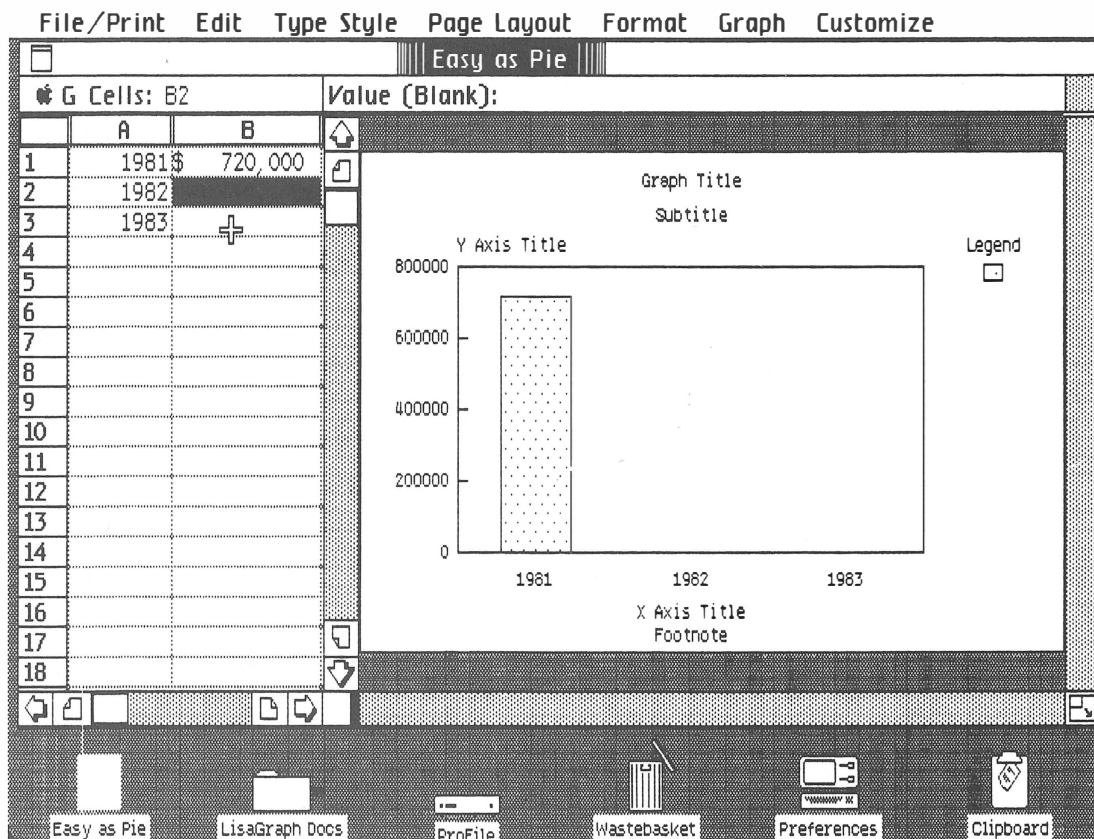 File/Print Edit Type Style Page Layout Format Graph Customize
Easy as Pie
G Cells: B2
Value (Blank):
A B
1 1981 $ 720,000
2 1982
3 1983
4
5
6
7
8
9
10
11
12
13
14
15
16
17
18
Graph Title
Subtitle
Y Axis Title
Legend
800000
600000
400000
200000
0
1981 1982 1983
X Axis Title
Footnote
Easy as Pie LisaGraph Docs ProFile Wastebasket Preferences Clipboard